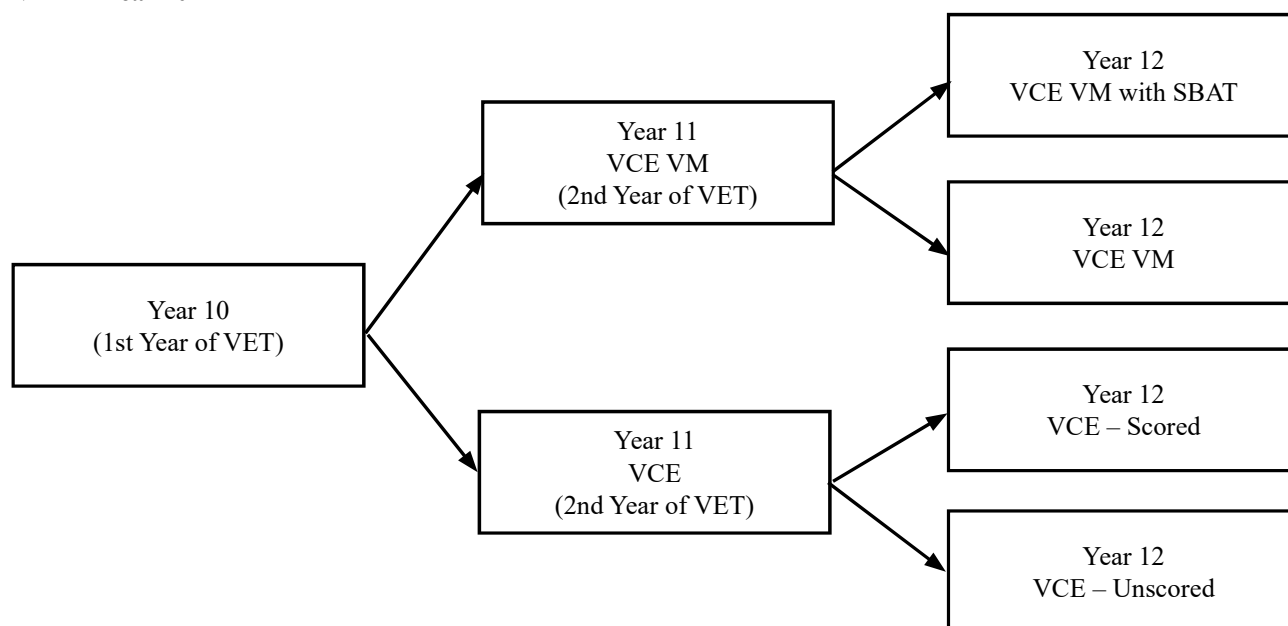 Year 12
VCE VM with SBAT
Year 11
VCE VM
(2nd Year of VET)
Year 12
VCE VM
Year 10
(1st Year of VET)
Year 12
VCE – Scored
Year 11
VCE
(2nd Year of VET)
Year 12
VCE – Unscored